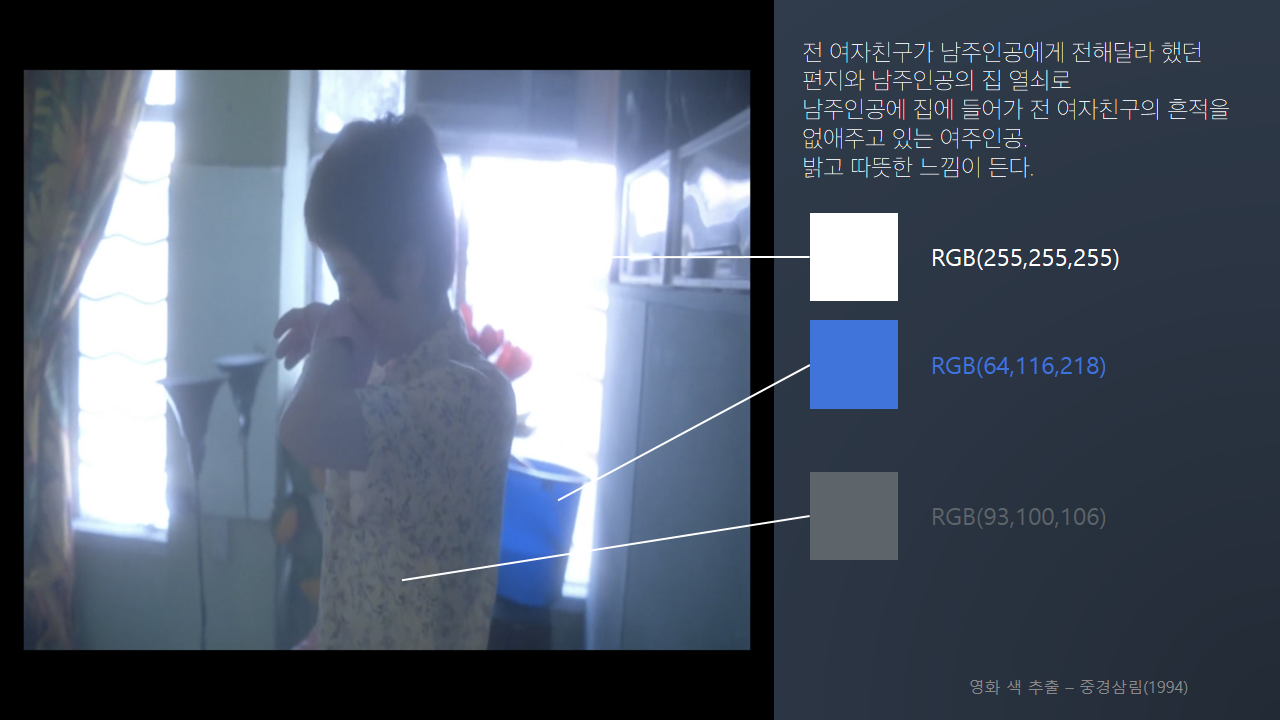 전 여자친구가 남주인공에게 전해달라 했던
편지와 남주인공의 집 열쇠로
남주인공에 집에 들어가 전 여자친구의 흔적을
없애주고 있는 여주인공.
밝고 따뜻한 느낌이 든다.
RGB(255,255,255)
RGB(64,116,218)
RGB(93,100,106)
영화 색 추출 – 중경삼림(1994)